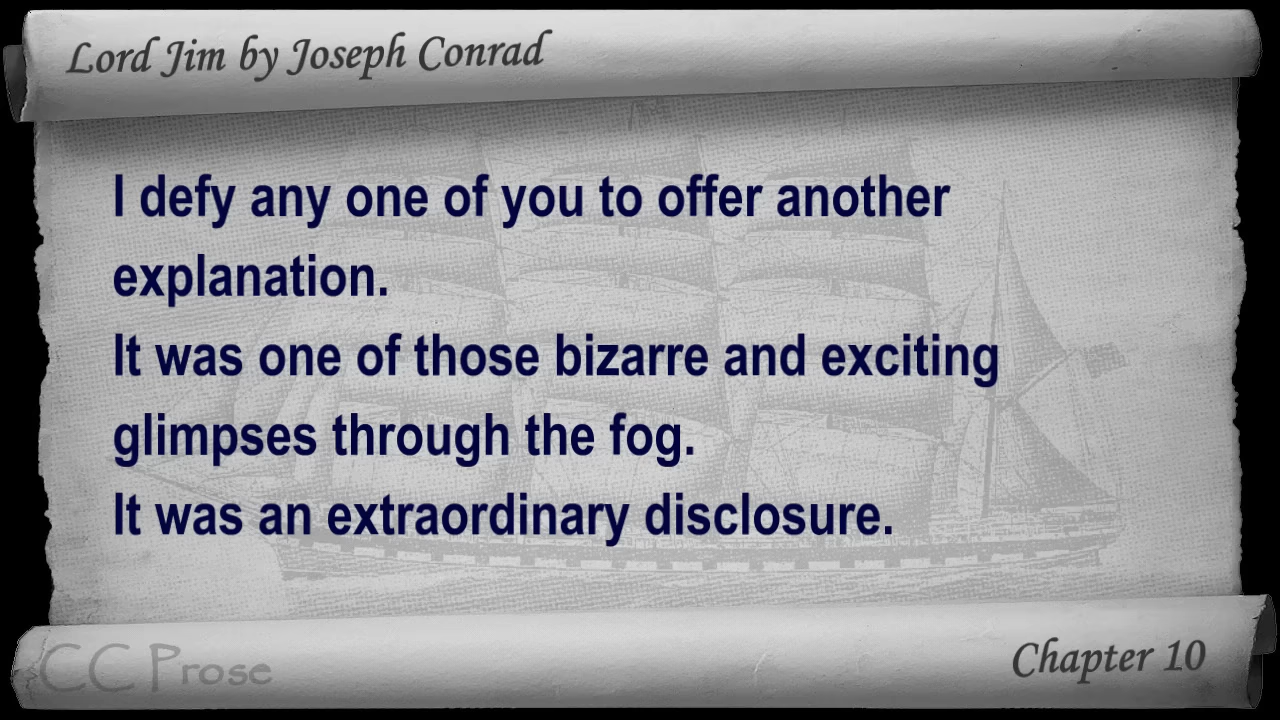 Lord Jim by Joseph Conrad
I defy any one of you to offer another
explanation.
It was one of those bizarre and exciting
glimpses through the fog.
It was an extraordinary disclosure.
CC Prose
Chapter 10